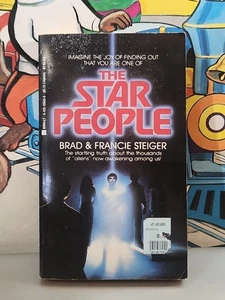 IMAGINE THE JOY OF FINDING OUT
THAT YOU ARE ONE OF
THE
STAR
PEOPLE
BRAD & FRANCIE STEIGER
The startling truth about the thousands
of "aliens" now awakening among us!